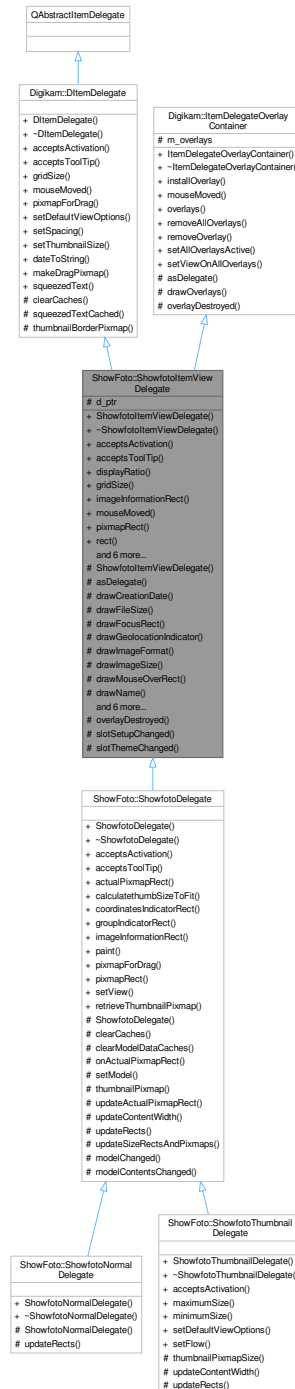 QAbstractItemDelegate
Digikam::DItemDelegate
+ DItemDelegate()
+ ~DItemDelegate()
+ acceptsActivation()
+ acceptsToolTip()
+ gridSize()
+ mouseMoved()
+ pixmapForDrag()
+ setDefaultViewOptions()
+ setSpacing()
+ setThumbnailSize()
+ dateToString()
+ makeDragPixmap()
+ squeezedText()
# clearCaches()
# squeezedTextCached()
# thumbnailBorderPixmap()
Digikam::ItemDelegateOverlay
Container
# m_overlays
+ ItemDelegateOverlayContainer()
+ ~ItemDelegateOverlayContainer()
+ installOverlay()
+ mouseMoved()
+ overlays()
+ removeAllOverlays()
+ removeOverlay()
+ setAllOverlaysActive()
+ setViewOnAllOverlays()
# asDelegate()
# drawOverlays()
# overlayDestroyed()
ShowFoto::ShowfotoItemView
Delegate
# d_ptr
+ ShowfotoItemViewDelegate()
+ ~ShowfotoItemViewDelegate()
+ acceptsActivation()
+ acceptsToolTip()
+ displayRatio()
+ gridSize()
+ imageInformationRect()
+ mouseMoved()
+ pixmapRect()
+ rect()
and 6 more...
# ShowfotoItemViewDelegate()
# asDelegate()
# drawCreationDate()
# drawFileSize()
# drawFocusRect()
# drawGeolocationIndicator()
# drawImageFormat()
# drawImageSize()
# drawMouseOverRect()
# drawName()
and 6 more...
# overlayDestroyed()
# slotSetupChanged()
# slotThemeChanged()
ShowFoto::ShowfotoDelegate
+ ShowfotoDelegate()
+ ~ShowfotoDelegate()
+ acceptsActivation()
+ acceptsToolTip()
+ actualPixmapRect()
+ calculatethumbSizeToFit()
+ coordinatesIndicatorRect()
+ groupIndicatorRect()
+ imageInformationRect()
+ paint()
+ pixmapForDrag()
+ pixmapRect()
+ setView()
+ retrieveThumbnailPixmap()
# ShowfotoDelegate()
# clearCaches()
# clearModelDataCaches()
# onActualPixmapRect()
# setModel()
# thumbnailPixmap()
# updateActualPixmapRect()
# updateContentWidth()
# updateRects()
# updateSizeRectsAndPixmaps()
# modelChanged()
# modelContentsChanged()
ShowFoto::ShowfotoNormal
Delegate
+ ShowfotoNormalDelegate()
+ ~ShowfotoNormalDelegate()
# ShowfotoNormalDelegate()
# updateRects()
ShowFoto::ShowfotoThumbnail
Delegate
+ ShowfotoThumbnailDelegate()
+ ~ShowfotoThumbnailDelegate()
+ acceptsActivation()
+ maximumSize()
+ minimumSize()
+ setDefaultViewOptions()
+ setFlow()
# thumbnailPixmapSize()
# updateContentWidth()
# updateRects()